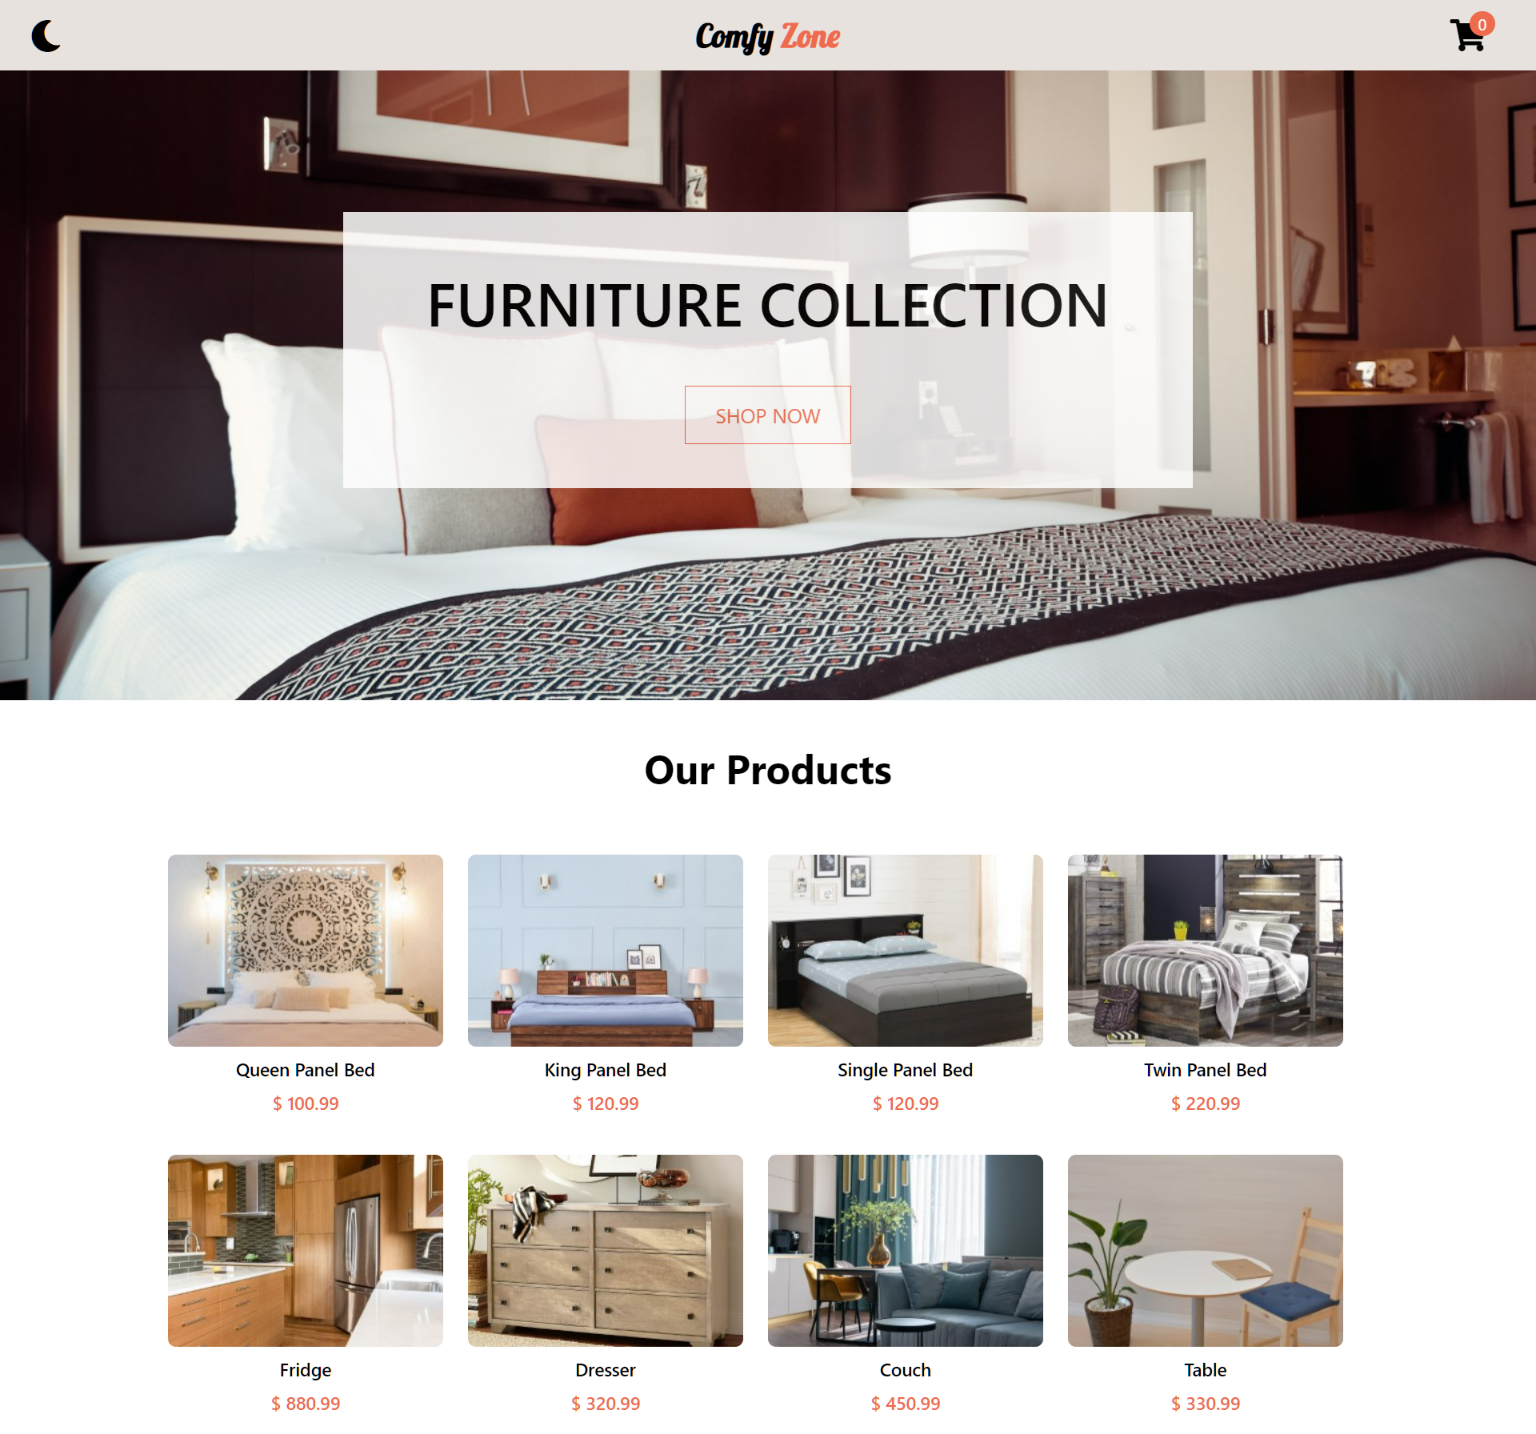 Comfy Zone
0
FURNITURE COLLECTION
SHOP NOW
Our Products
Queen Panel Bed
King Panel Bed
Single Panel Bed
Twin Panel Bed
$ 100.99
$ 120.99
$ 120.99
$ 220.99
Fridge
Dresser
Couch
Table
$ 880.99
$ 320.99
$ 450.99
$ 330.99